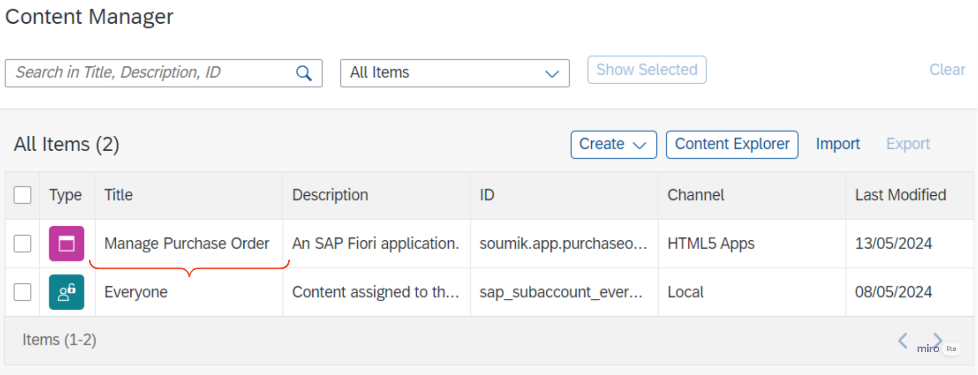 Content Manager
Search in Title, Description, ID
All Items
Show Selected
Clear
All Items (2)
Create
Content Explorer
Import
Export
Type Title Description ID Channel Last Modified
Manage Purchase Order An SAP Fiori application. soumik.app.purchaseo... HTML5 Apps 13/05/2024
Everyone Content assigned to th... sap_subaccount_ever... Local 08/05/2024
Items (1-2)
miro lite